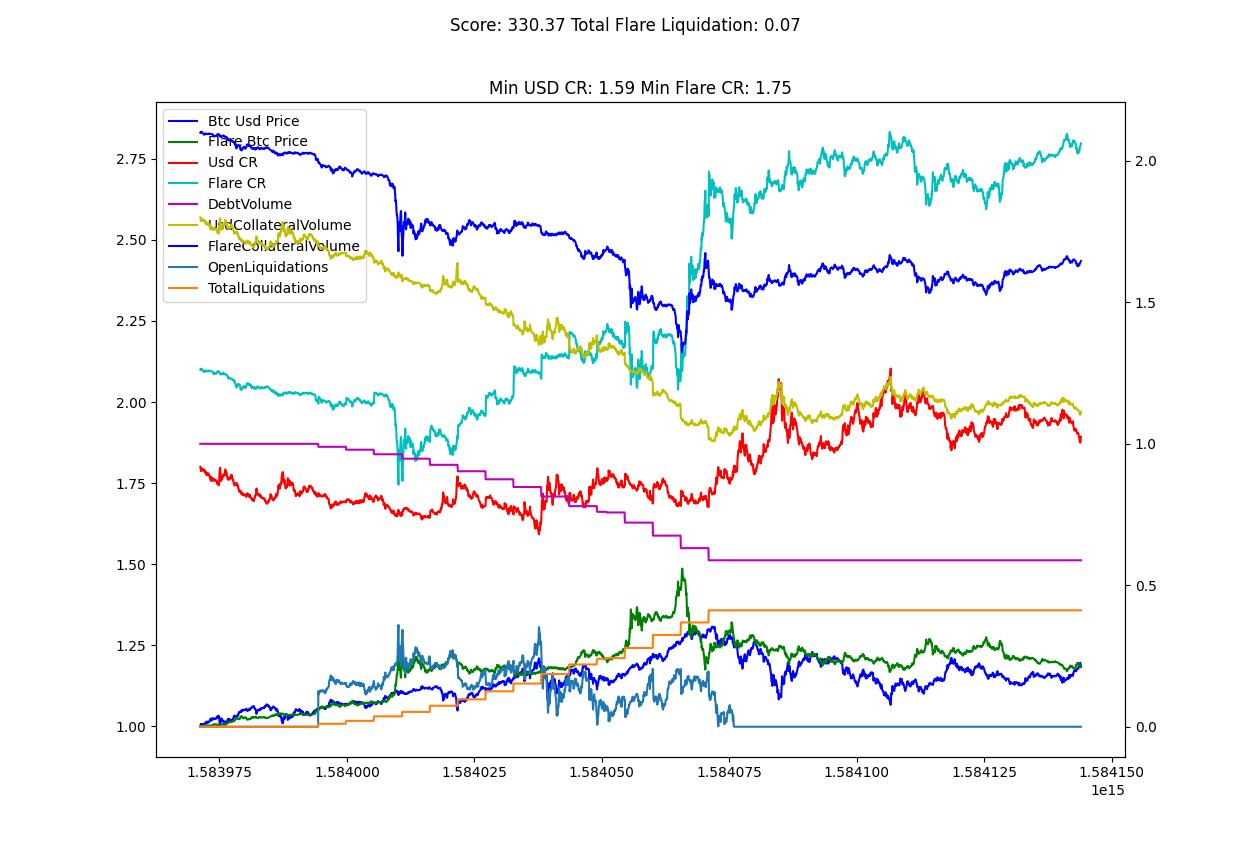 Score: 330.37 Total Flare Liquidation: 0.07
Min USD CR: 1.59 Min Flare CR: 1.75
Btc Usd Price
Flare Btc Price
Usd CR
Flare CR
DebtVolume
UsdCollateralVolume
FlareCollateralVolume
OpenLiquidations
TotalLiquidations
2.75
2.50
2.25
2.00
1.75
1.50
1.25
1.00
2.0
1.5
1.0
0.5
0.0
1.583975
1.584000
1.584025
1.584050
1.584075
1.584100
1.584125
1.584150
1e15